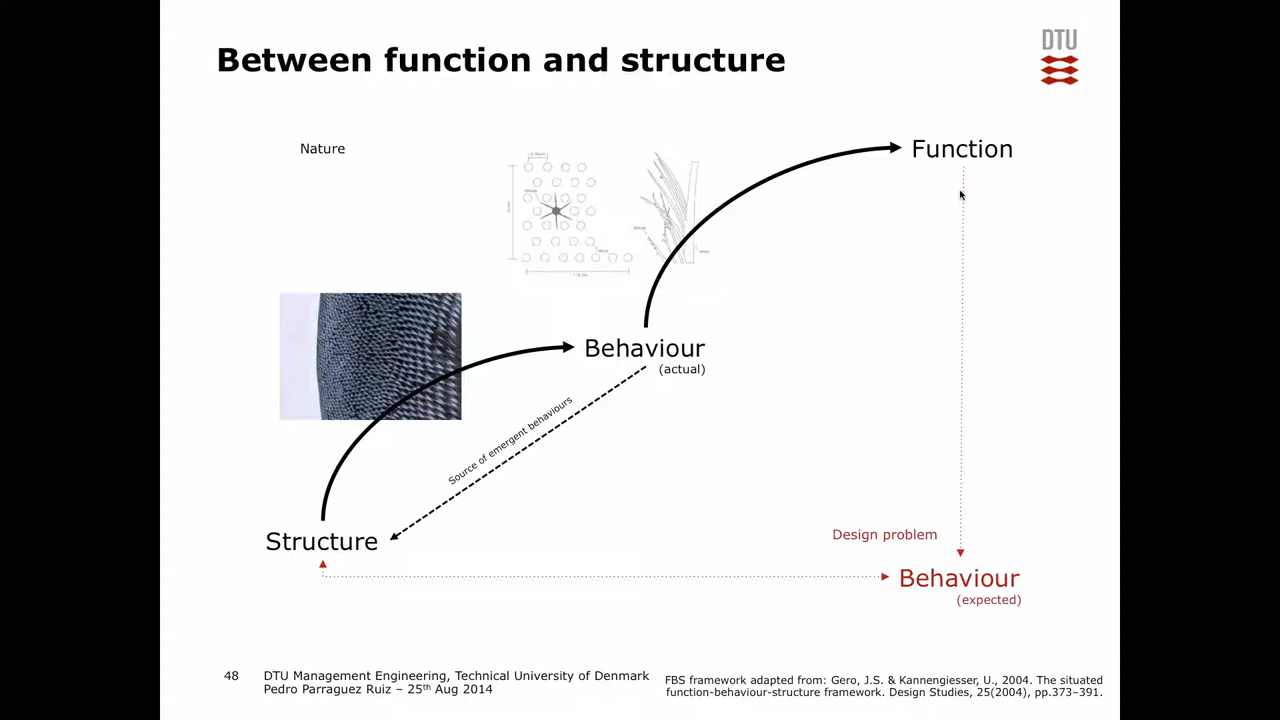 Between function and structure
DTU
Nature
Function
Behaviour
(actual)
Source of emergent behaviours
Structure
Design problem
Behaviour
(expected)
48
DTU Management Engineering, Technical University of Denmark
Pedro Parraguez Ruiz – 25th Aug 2014
FBS framework adapted from: Gero, J.S. & Kannengiesser, U., 2004. The situated
function-behaviour-structure framework. Design Studies, 25(2004), pp.373–391.